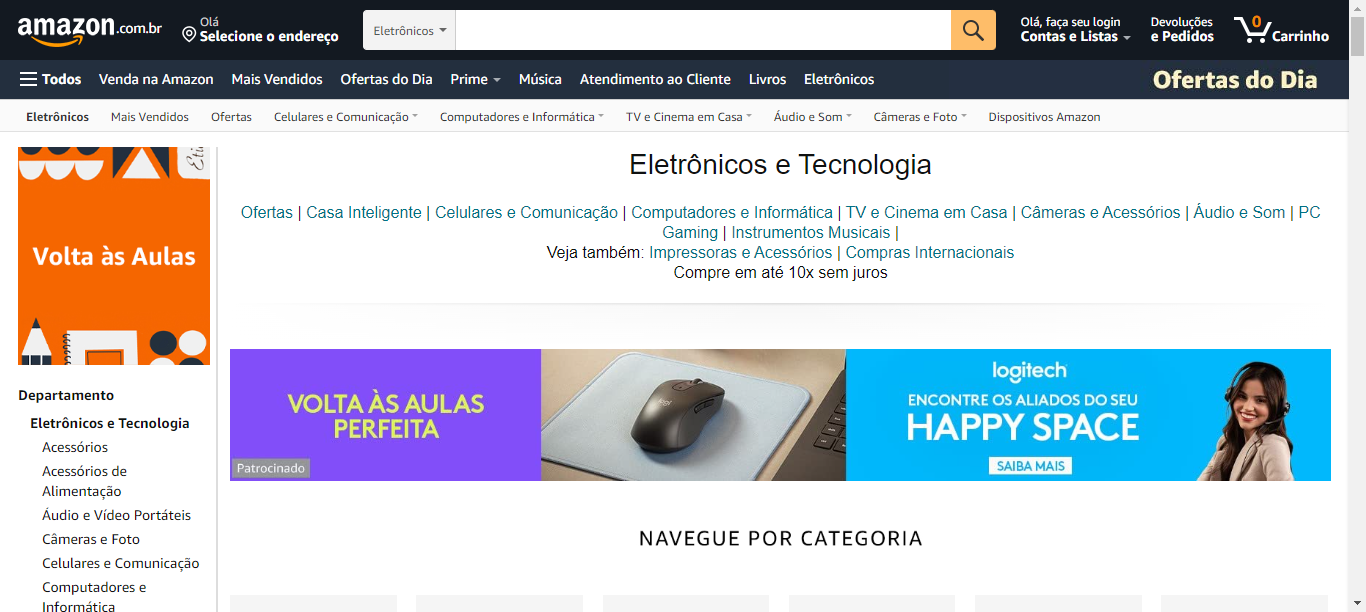 amazon.com.br
Olá
Selecione o endereço
Eletrônicos
Olá, faça seu login
Contas e Listas
Devoluções
e Pedidos
0
Carrinho
Todos
Venda na Amazon
Mais Vendidos
Ofertas do Dia
Prime
Música
Atendimento ao Cliente
Livros
Eletrônicos
Ofertas do Dia
Eletrônicos
Mais Vendidos
Ofertas
Celulares e Comunicação
Computadores e Informática
TV e Cinema em Casa
Áudio e Som
Câmeras e Foto
Dispositivos Amazon
Volta às Aulas
Departamento
Eletrônicos e Tecnologia
Acessórios
Acessórios de
Alimentação
Áudio e Vídeo Portáteis
Câmeras e Foto
Celulares e Comunicação
Computadores e
Informática
Eletrônicos e Tecnologia
Ofertas | Casa Inteligente | Celulares e Comunicação | Computadores e Informática | TV e Cinema em Casa | Câmeras e Acessórios | Áudio e Som | PC
Gaming | Instrumentos Musicais |
Veja também: Impressoras e Acessórios | Compras Internacionais
Compre em até 10x sem juros
VOLTA ÀS AULAS
PERFEITA
Patrocinado
logi
logitech
ENCONTRE OS ALIADOS DO SEU
HAPPY SPACE
SAIBA MAIS
NAVEGUE POR CATEGORIA